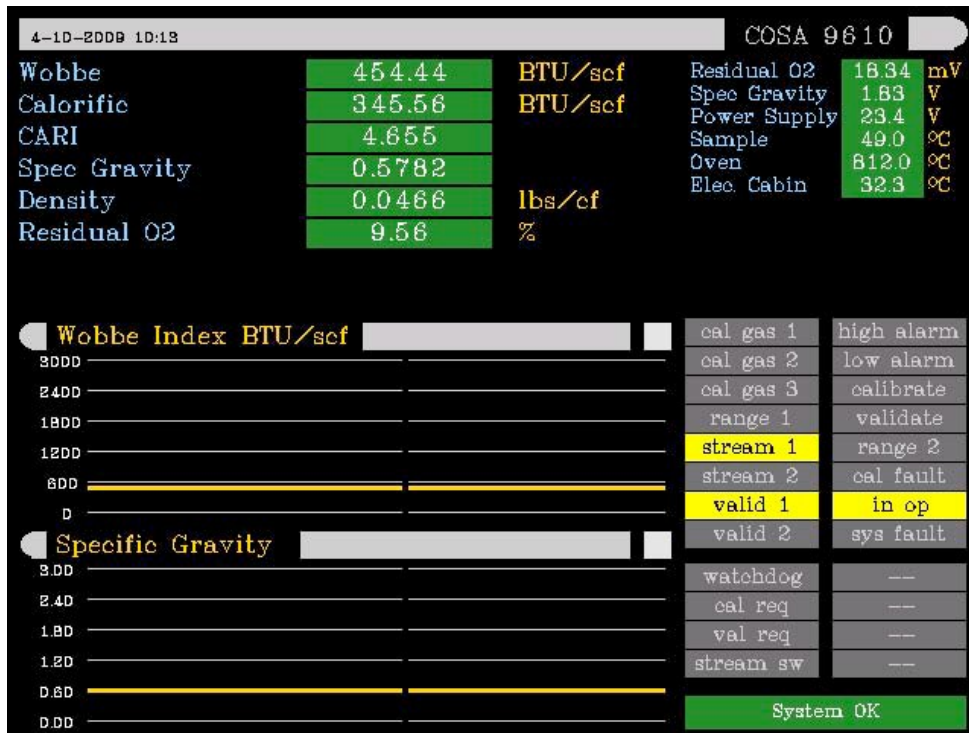 4-10-2009 10:13 COSA 9610
Wobbe 454.44 BTU/scf
Calorific 345.56 BTU/scf
CARI 4.655
Spec Gravity 0.5782
Density 0.0466 lbs/cf
Residual O2 9.56 %
Residual O2 18.34 mV
Spec Gravity 1.83 V
Power Supply 23.4 V
Sample 49.0 ºC
Oven 812.0 ºC
Elec. Cabin 32.3 ºC
Wobbe Index BTU/scf
3000
2400
1800
1200
600
0
Specific Gravity
3.00
2.40
1.80
1.20
0.60
0.00
cal gas 1 high alarm
cal gas 2 low alarm
cal gas 3 calibrate
range 1 validate
stream 1 range 2
stream 2 cal fault
valid 1 in op
valid 2 sys fault
watchdog --
cal req --
val req --
stream sw --
System OK